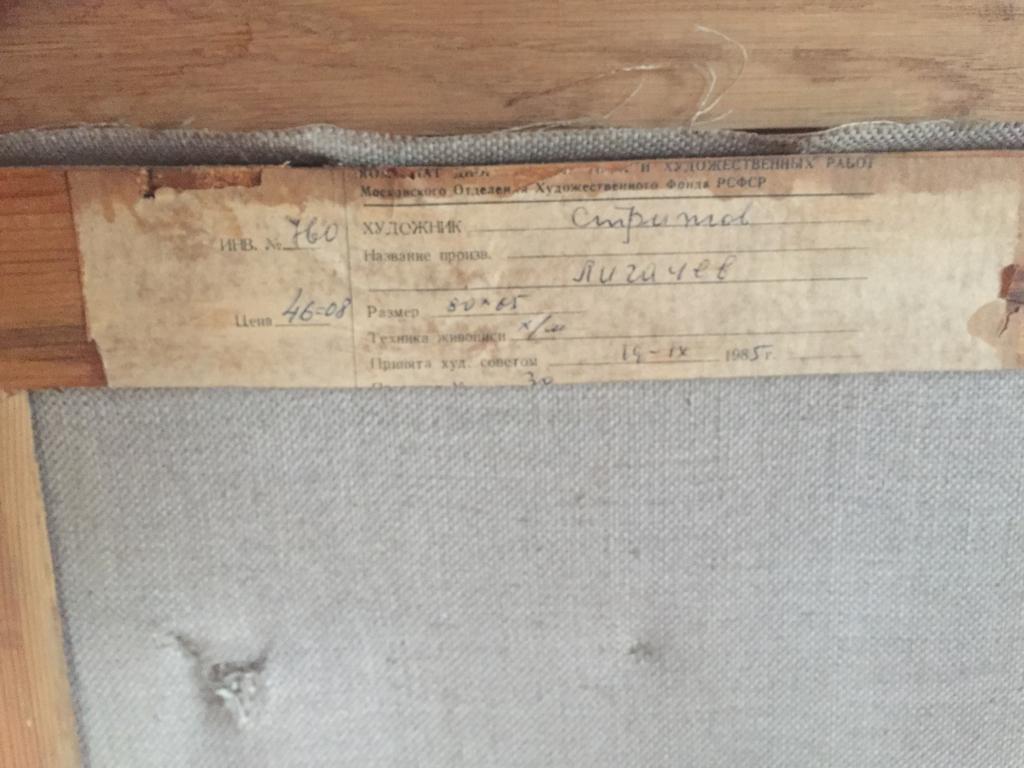 И ХУДОЖЕСТВЕННЫХ РАБОТ
Московского Отделения Художественного Фонда РСФСР
ИНВ. № 760
ХУДОЖНИК
Название произв.
Лигачев
Цена 46=08
Размер 80×65
Техника живописи х/м
Принята худ. советом 19-IX 1985 г.
30